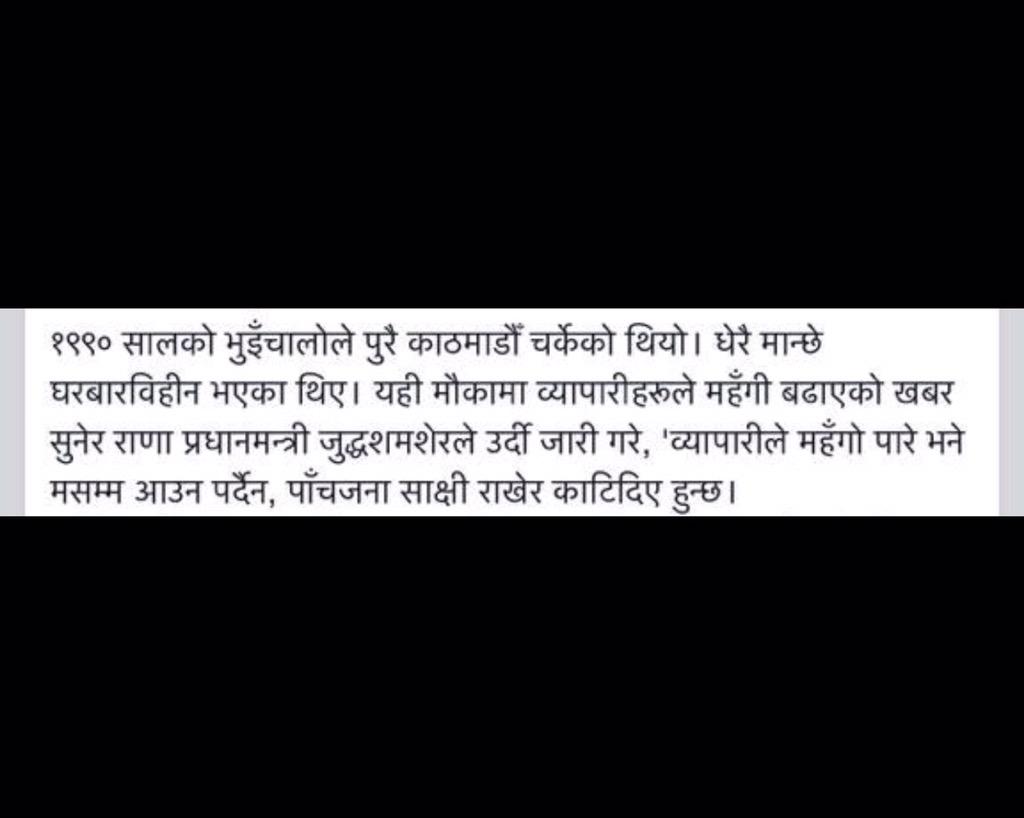 १९९० सालको भुइँचालोले पुरै काठमाडौँ चर्केको थियो। धेरै मान्छे
घरबारविहीन भएका थिए। यही मौकामा व्यापारीहरूले महँगी बढाएको खबर
सुनेर राणा प्रधानमन्त्री जुद्धशमशेरले उर्दी जारी गरे, 'व्यापारीले महँगो पारे भने
मसम्म आउन पर्दैन, पाँचजना साक्षी राखेर काटिदिए हुन्छ।